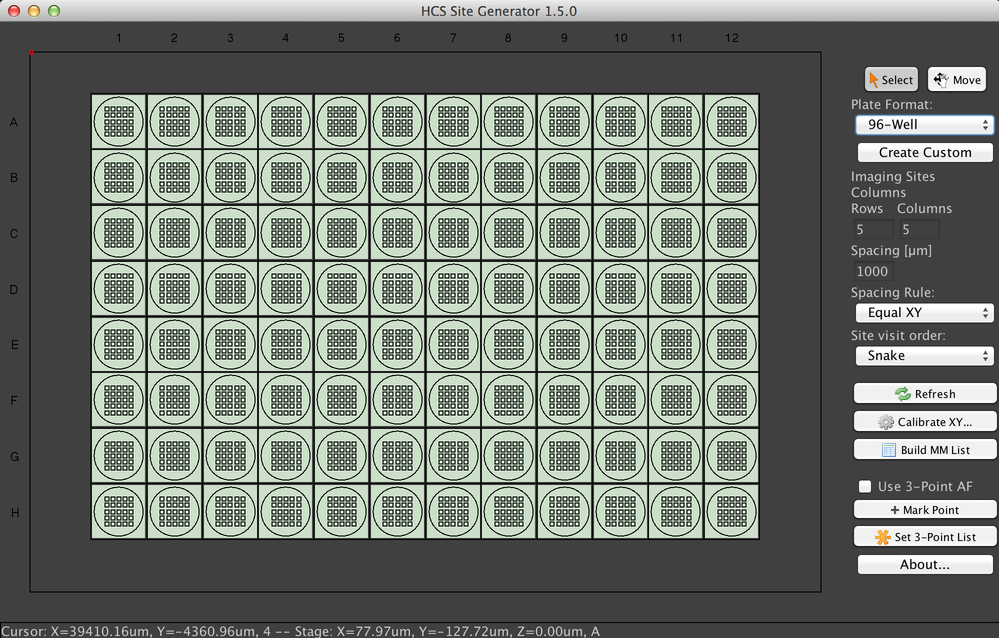 HCS Site Generator 1.5.0
1 2 3 4 5 6 7 8 9 10 11 12
A
B
C
D
E
F
G
H
Select Move
Plate Format:
96-Well
Create Custom
Imaging Sites
Columns
Rows Columns
5 5
Spacing [µm]
1000
Spacing Rule:
Equal XY
Site visit order:
Snake
Refresh
Calibrate XY...
Build MM List
Use 3-Point AF
+ Mark Point
Set 3-Point List
About...
Cursor: X=39410.16um, Y=-4360.96um, 4 -- Stage: X=77.97um, Y=-127.72um, Z=0.00um, A